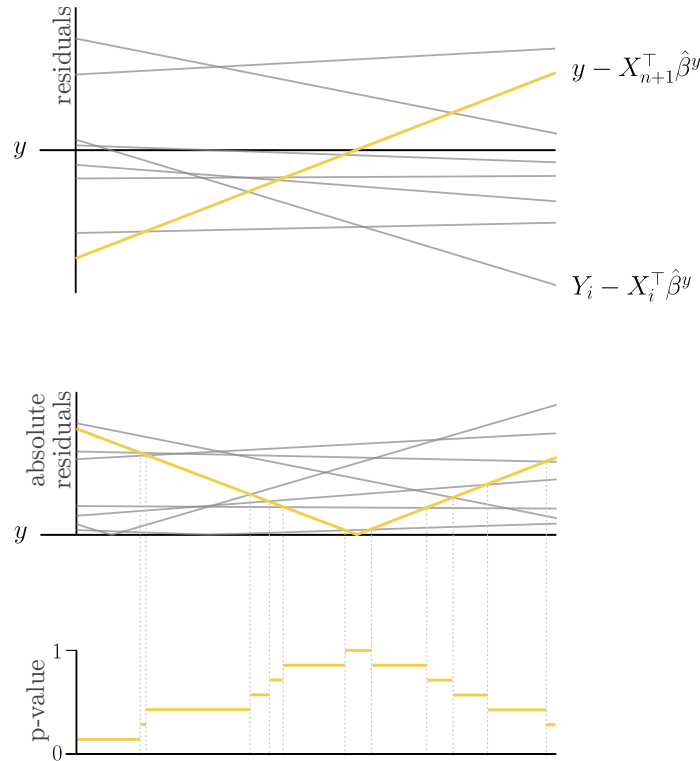 residuals
y − X_{n+1}^⊤ β̂^y
y
Y_i − X_i^⊤ β̂^y
absolute
residuals
y
p-value
1
0